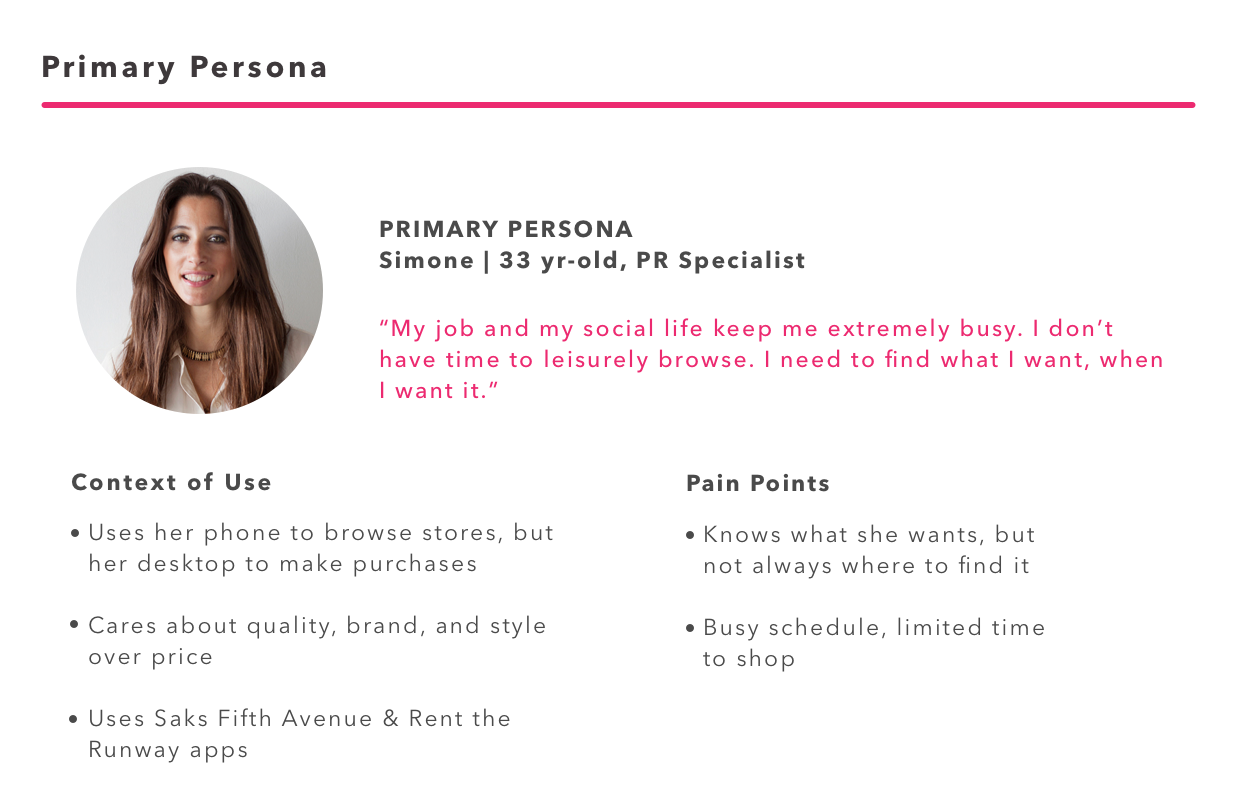 Primary Persona
PRIMARY PERSONA
Simone | 33 yr-old, PR Specialist
“My job and my social life keep me extremely busy. I don’t
have time to leisurely browse. I need to find what I want, when
I want it.”
Context of Use
• Uses her phone to browse stores, but
her desktop to make purchases
• Cares about quality, brand, and style
over price
• Uses Saks Fifth Avenue & Rent the
Runway apps
Pain Points
• Knows what she wants, but
not always where to find it
• Busy schedule, limited time
to shop